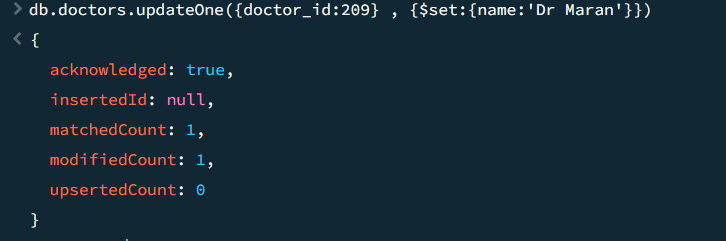 > db.doctors.updateOne({doctor_id:209} , {$set:{name:'Dr Maran'}})
< {
acknowledged: true,
insertedId: null,
matchedCount: 1,
modifiedCount: 1,
upsertedCount: 0
}